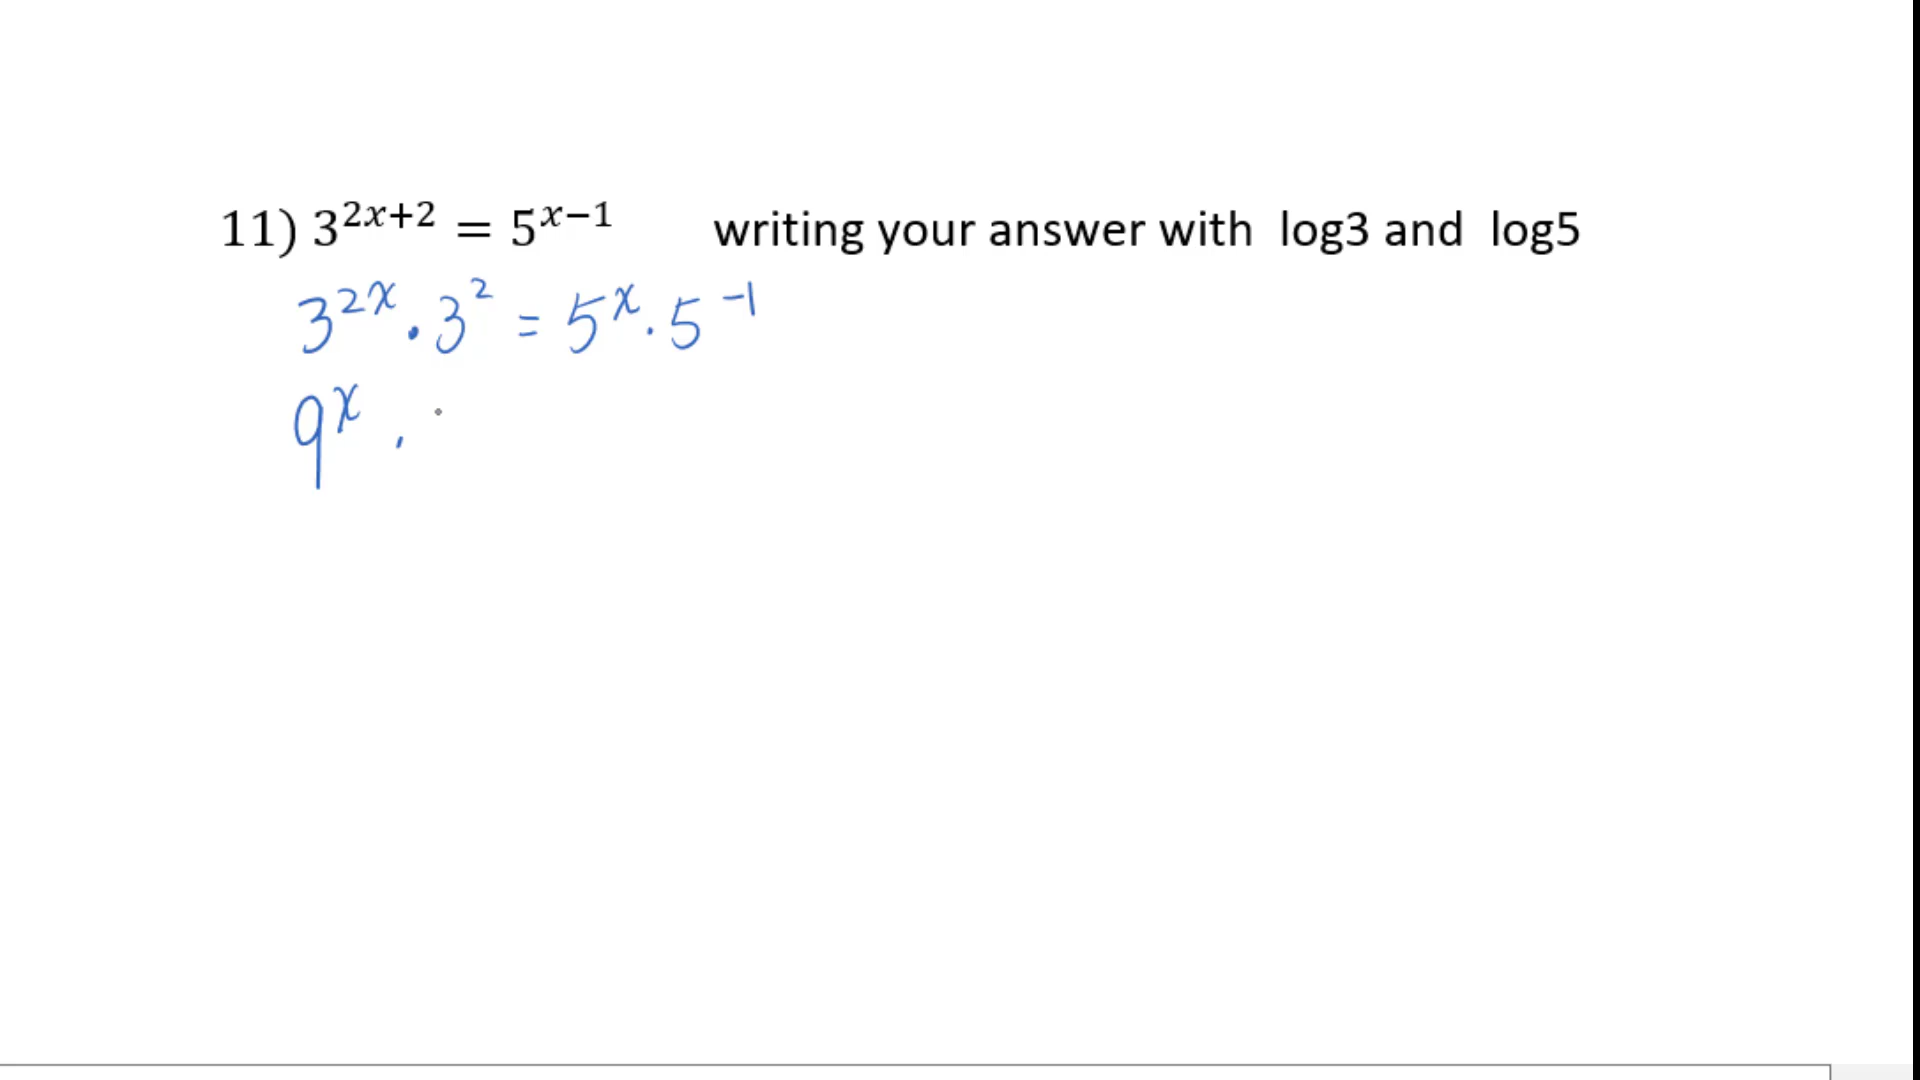 11) 3^{2x+2} = 5^{x−1} writing your answer with log3 and log5
3^{2x} · 3^{2} = 5^{x} · 5^{-1}
9^{x} ·